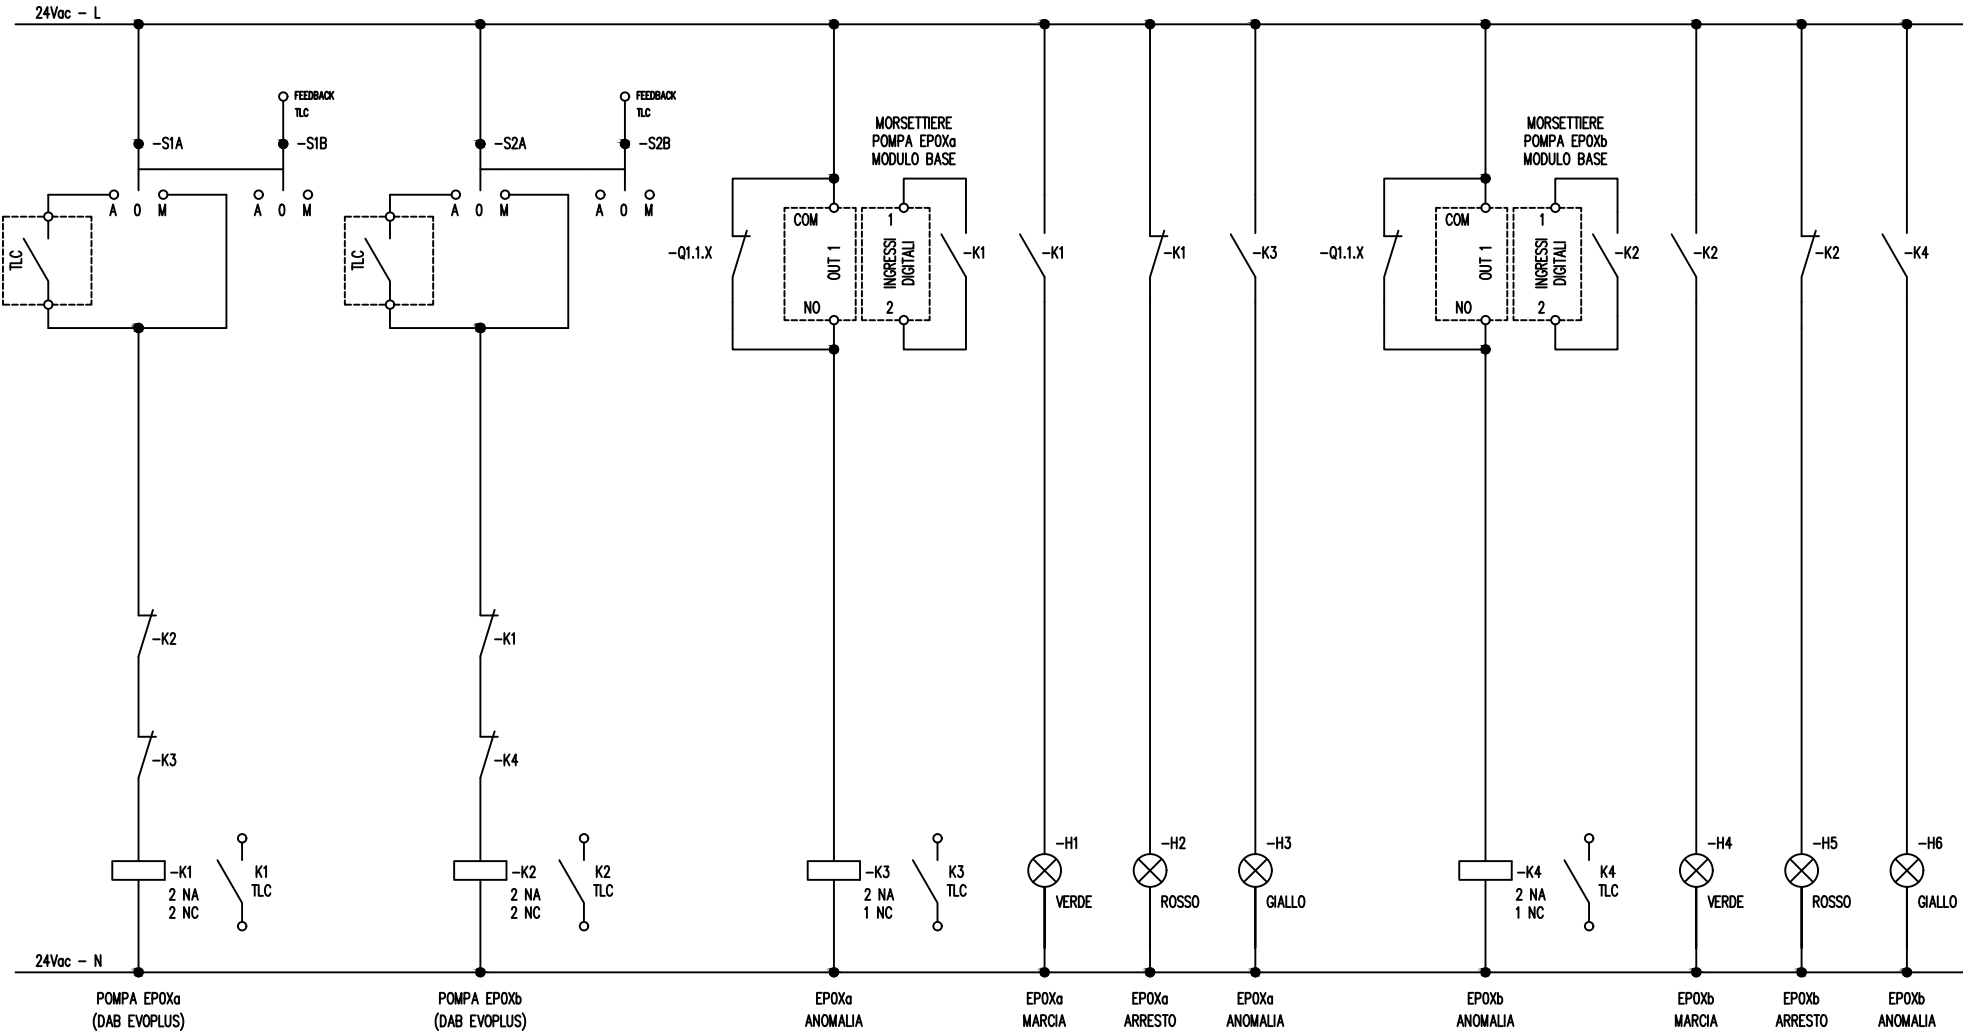 24Vac - L
FEEDBACK
TLC
-S1A
-S1B
A 0 M
A 0 M
TLC
FEEDBACK
TLC
-S2A
-S2B
A 0 M
A 0 M
TLC
MORSETTIERE
POMPA EPOXa
MODULO BASE
-Q1.1.X
COM
OUT 1
NO
1
INGRESSI
DIGITALI
2
-K1
-K1
-K1
-K3
MORSETTIERE
POMPA EPOXb
MODULO BASE
-Q1.1.X
COM
OUT 1
NO
1
INGRESSI
DIGITALI
2
-K2
-K2
-K2
-K4
-K2
-K3
-K1
-K4
-K1
2 NA
2 NC
K1
TLC
-K2
2 NA
2 NC
K2
TLC
-K3
2 NA
1 NC
K3
TLC
-H1
VERDE
-H2
ROSSO
-H3
GIALLO
-K4
2 NA
1 NC
K4
TLC
-H4
VERDE
-H5
ROSSO
-H6
GIALLO
24Vac - N
POMPA EPOXa
(DAB EVOPLUS)
POMPA EPOXb
(DAB EVOPLUS)
EPOXa
ANOMALIA
EPOXa
MARCIA
EPOXa
ARRESTO
EPOXa
ANOMALIA
EPOXb
ANOMALIA
EPOXb
MARCIA
EPOXb
ARRESTO
EPOXb
ANOMALIA